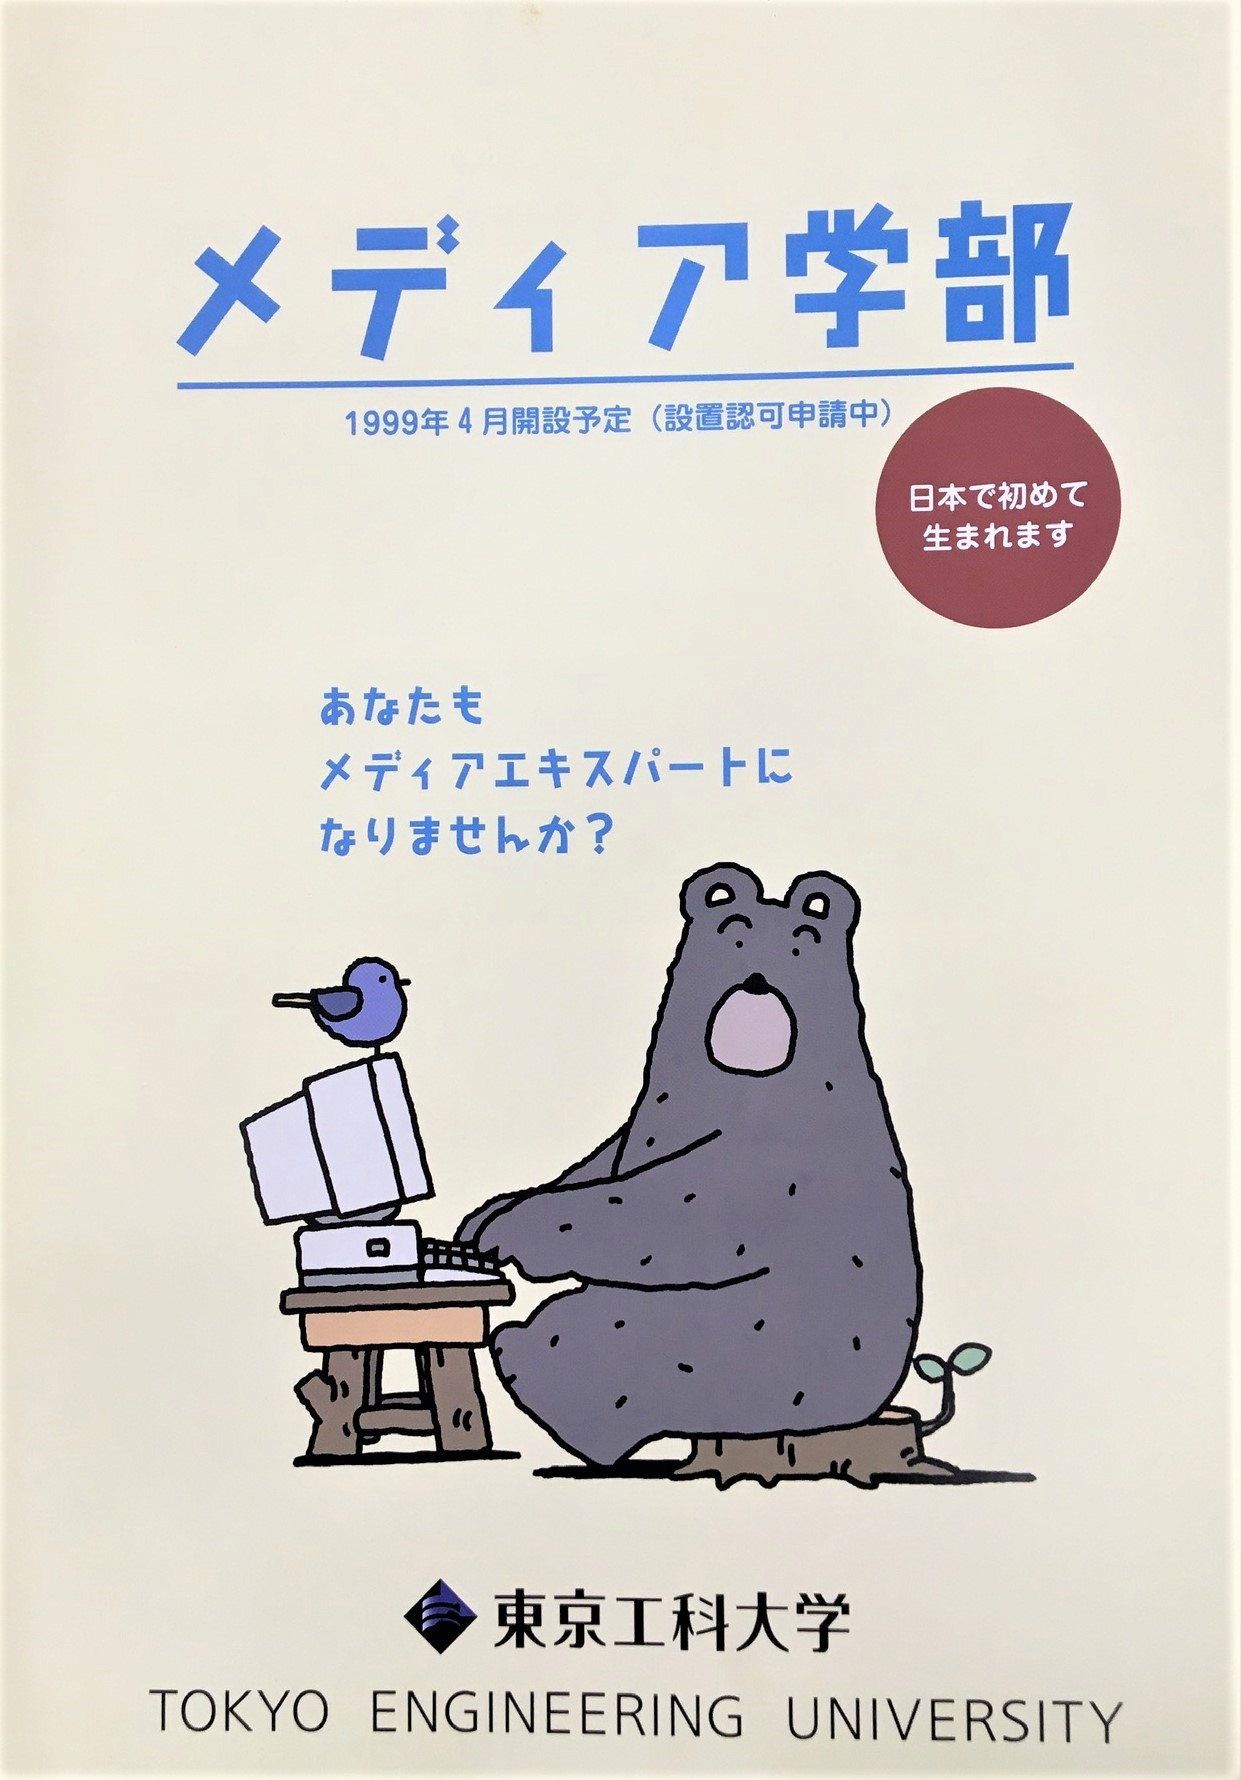 メディア学部
1999年4月開設予定（設置認可申請中）
日本で初めて
生まれます
あなたも
メディアエキスパートに
なりませんか？
東京工科大学
TOKYO ENGINEERING UNIVERSITY